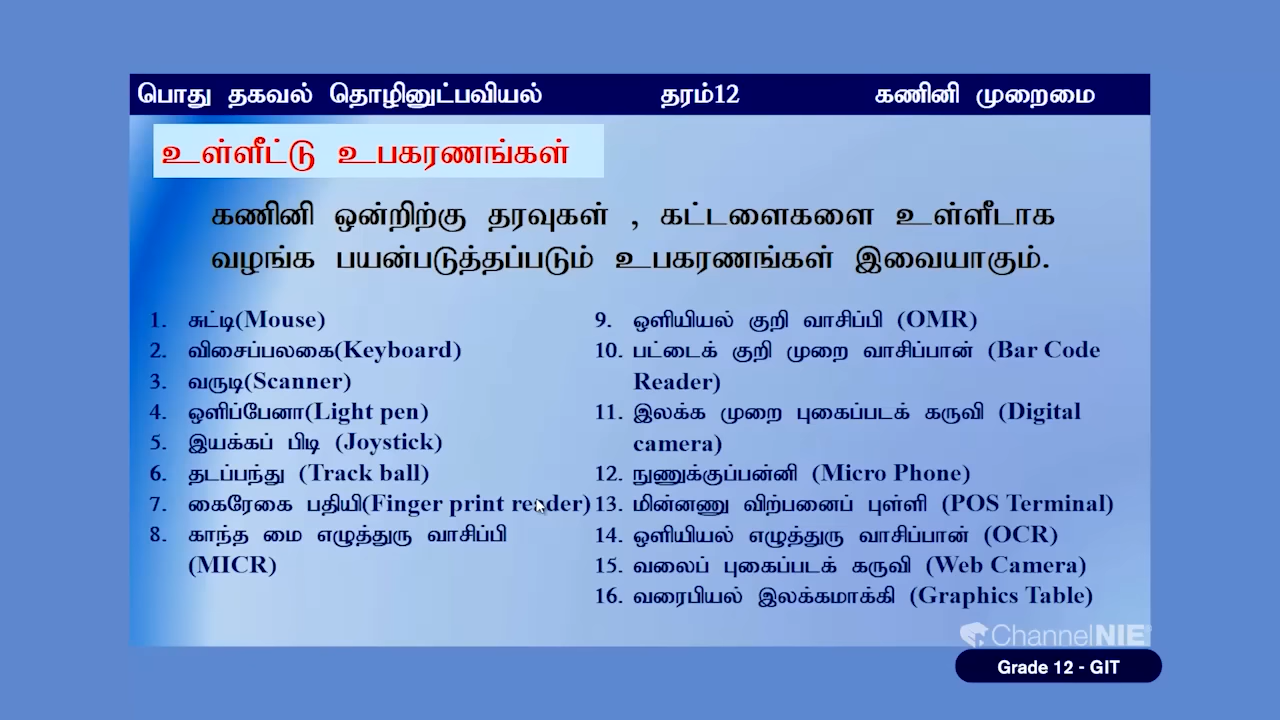 பொது தகவல் தொழினுட்பவியல் தரம்12 கணினி முறைமை
உள்ளீட்டு உபகரணங்கள்
கணினி ஒன்றிற்கு தரவுகள் , கட்டளைகளை உள்ளீடாக
வழங்க பயன்படுத்தப்படும் உபகரணங்கள் இவையாகும்.
1. சுட்டி(Mouse)
2. விசைப்பலகை(Keyboard)
3. வருடி(Scanner)
4. ஒளிப்பேனா(Light pen)
5. இயக்கப் பிடி (Joystick)
6. தடப்பந்து (Track ball)
7. கைரேகை பதியி(Finger print reader)
8. காந்த மை எழுத்துரு வாசிப்பி
(MICR)
9. ஒளியியல் குறி வாசிப்பி (OMR)
10. பட்டைக் குறி முறை வாசிப்பான் (Bar Code
Reader)
11. இலக்க முறை புகைப்படக் கருவி (Digital
camera)
12. நுணுக்குப்பன்னி (Micro Phone)
13. மின்னணு விற்பனைப் புள்ளி (POS Terminal)
14. ஒளியியல் எழுத்துரு வாசிப்பான் (OCR)
15. வலைப் புகைப்படக் கருவி (Web Camera)
16. வரைபியல் இலக்கமாக்கி (Graphics Table)
ChannelNIE
Grade 12 - GIT